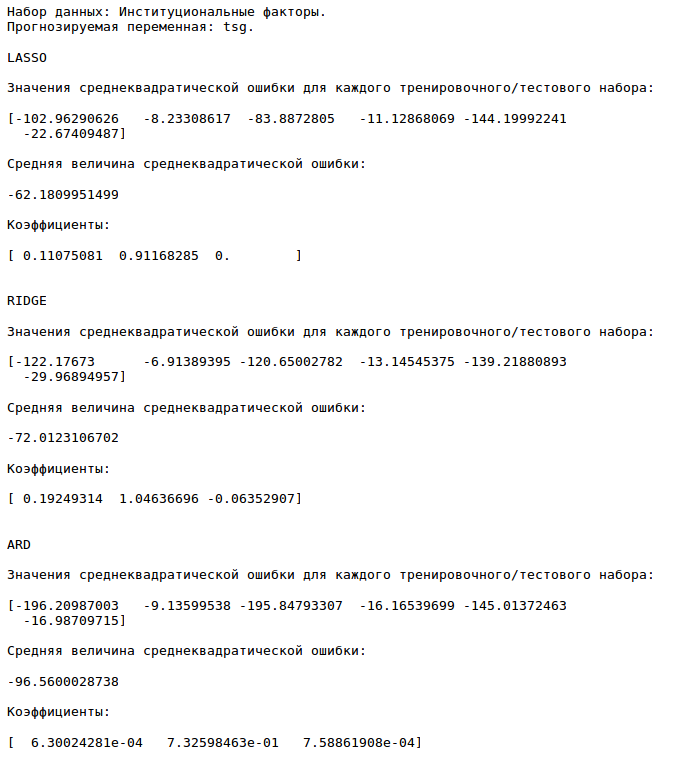 Набор данных: Институциональные факторы.
Прогнозируемая переменная: tsg.
LASSO
Значения среднеквадратической ошибки для каждого тренировочного/тестового набора:
[-102.96290626   -8.23308617  -83.8872805   -11.12868069 -144.19992241
  -22.67409487]
Средняя величина среднеквадратической ошибки:
-62.1809951499
Коэффициенты:
[ 0.11075081  0.91168285  0.        ]
RIDGE
Значения среднеквадратической ошибки для каждого тренировочного/тестового набора:
[-122.17673      -6.91389395 -120.65002782  -13.14545375 -139.21880893
  -29.96894957]
Средняя величина среднеквадратической ошибки:
-72.0123106702
Коэффициенты:
[ 0.19249314  1.04636696 -0.06352907]
ARD
Значения среднеквадратической ошибки для каждого тренировочного/тестового набора:
[-196.20987003   -9.13599538 -195.84793307  -16.16539699 -145.01372463
  -16.98709715]
Средняя величина среднеквадратической ошибки:
-96.5600028738
Коэффициенты:
[  6.30024281e-04   7.32598463e-01   7.58861908e-04]